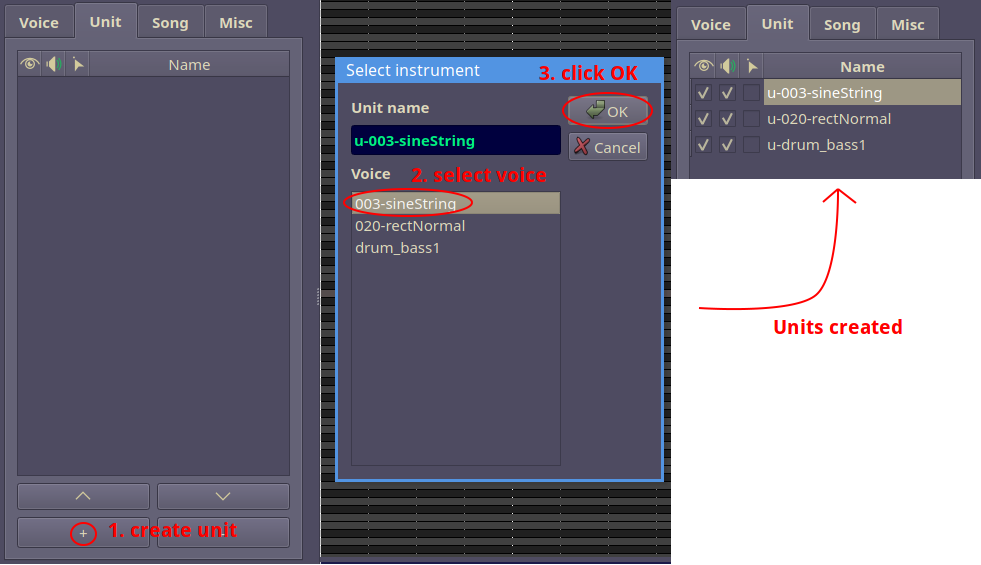 Voice
Unit
Song
Misc
Name
1. create unit
Select instrument
3. click OK
Unit name
OK
u-003-sineString
Cancel
Voice
2. select voice
003-sineString
020-rectNormal
drum_bass1
Voice
Unit
Song
Misc
Name
u-003-sineString
u-020-rectNormal
u-drum_bass1
Units created